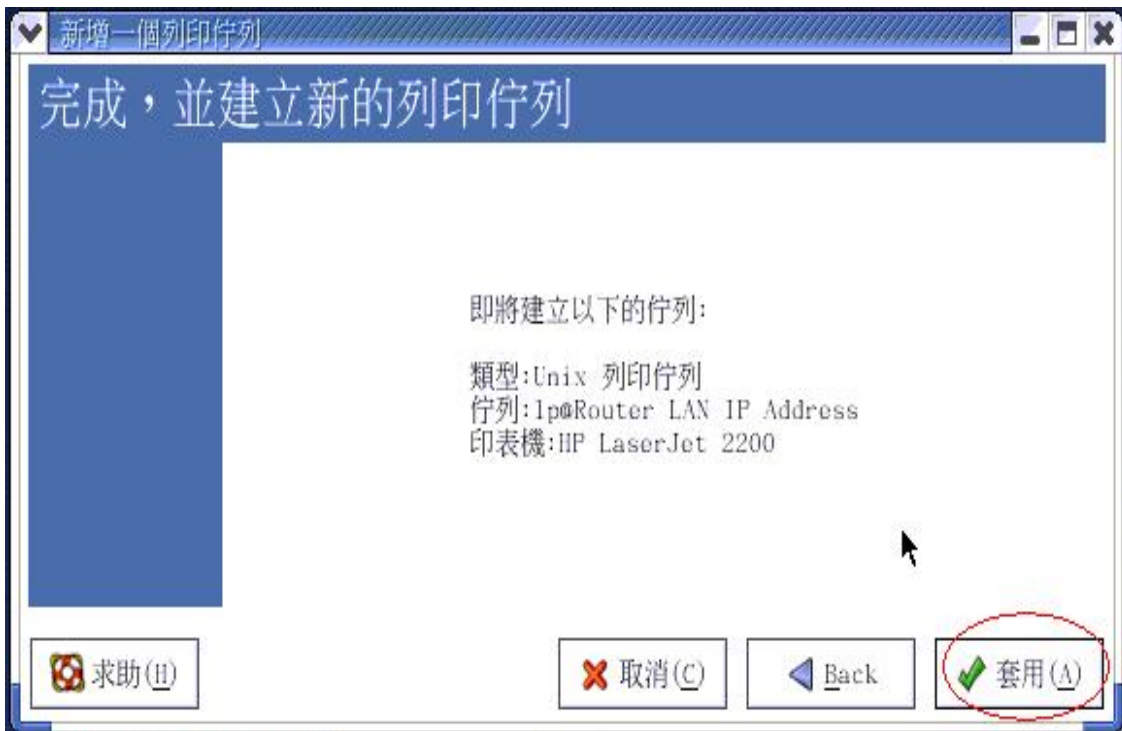 新增一個列印佇列
完成，並建立新的列印佇列
即將建立以下的佇列:
類型:Unix 列印佇列
佇列:lp@Router LAN IP Address
印表機:HP LaserJet 2200
求助(H)
取消(C)
Back
套用(A)